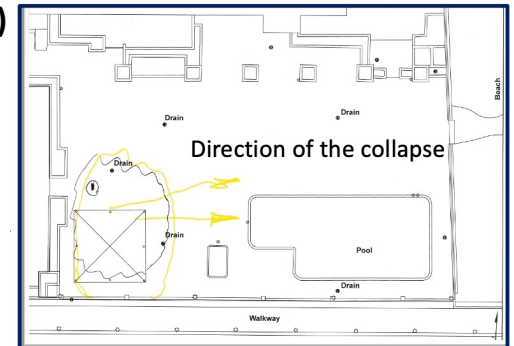 )
Beach
Drain
Drain
Direction of the collapse
Drain
Drain
Pool
Drain
Walkway